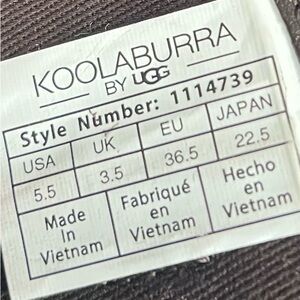 KOOLABURRA
BY UGG
Style Number: 1114739
USA UK EU JAPAN
5.5 3.5 36.5 22.5
Made in Vietnam
Fabriqué en Vietnam
Hecho en Vietnam